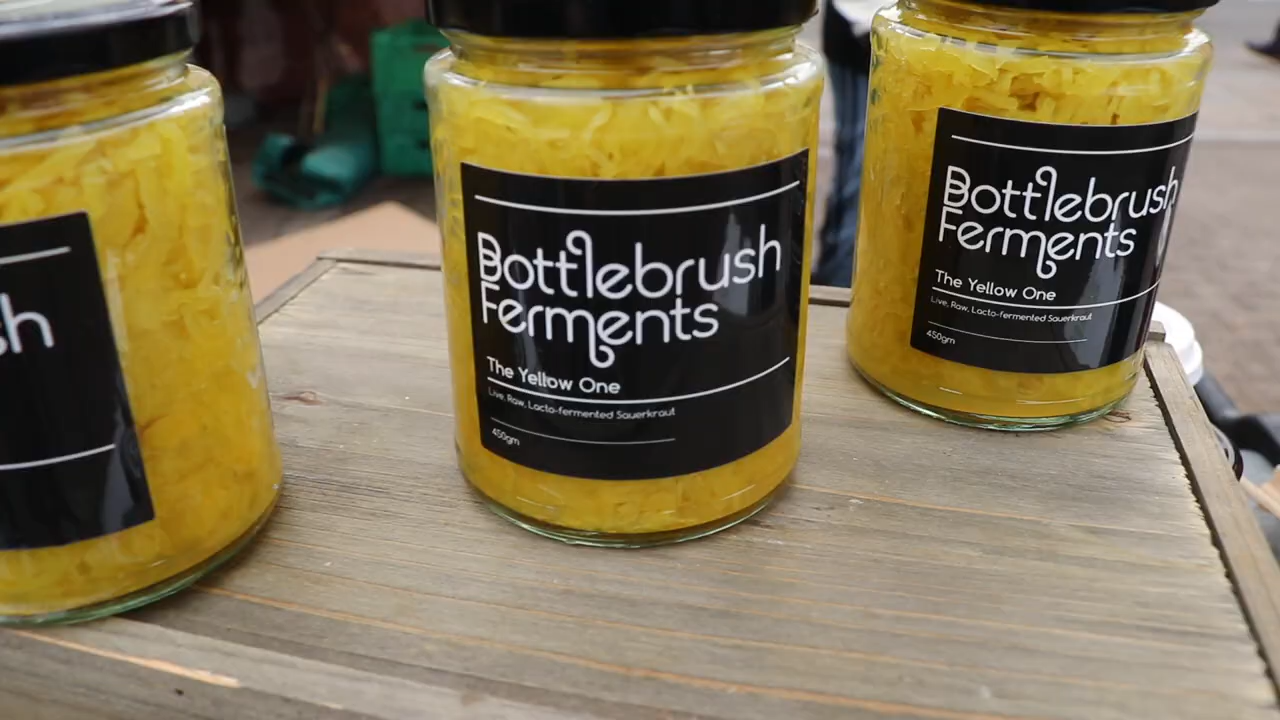 sh
Bottlebrush
Ferments
The Yellow One
Live, Raw, Lacto-fermented Sauerkraut
450gm
Bottlebrush
Ferments
The Yellow One
Live, Raw, Lacto-fermented Sauerkraut
450gm